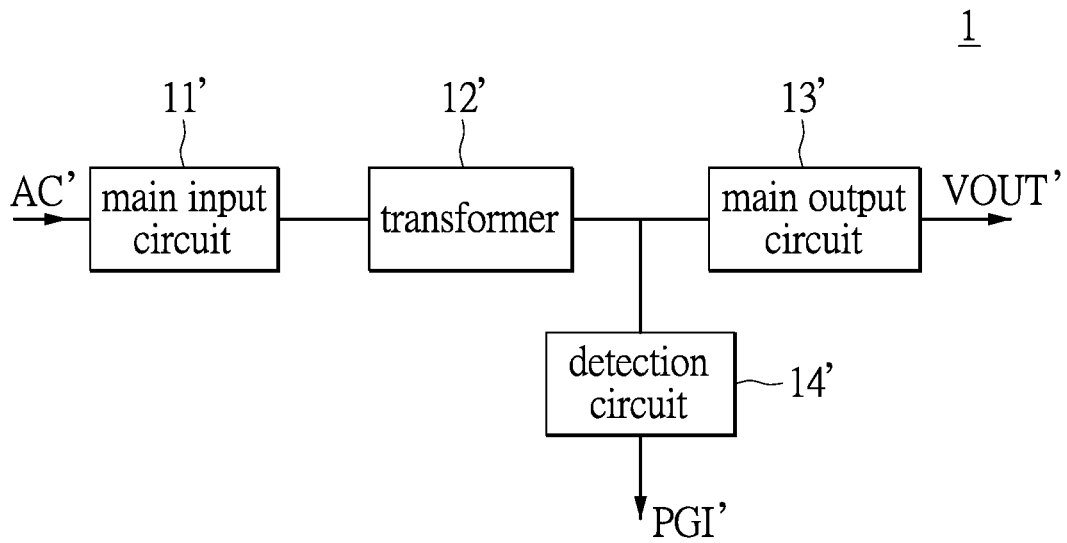 1
11’
12’
13’
AC’
main input
circuit
transformer
main output
circuit
VOUT’
detection
circuit
14’
PGI’